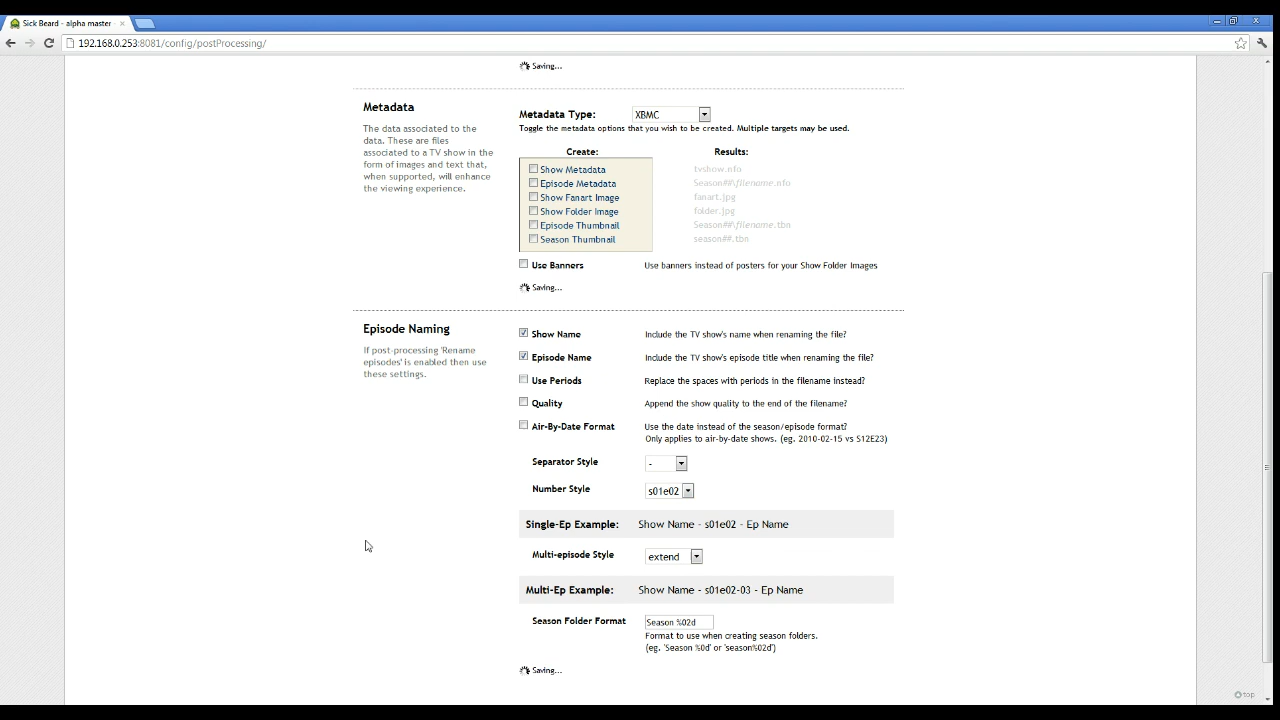 Sick Beard - alpha master
192.168.0.253:8081/config/postProcessing/
Saving...
Metadata
The data associated to the
data. These are files
associated to a TV show in the
form of images and text that,
when supported, will enhance
the viewing experience.
Metadata Type: XBMC
Toggle the metadata options that you wish to be created. Multiple targets may be used.
Create: Results:
Show Metadata tvshow.nfo
Episode Metadata Season##\filename.nfo
Show Fanart Image fanart.jpg
Show Folder Image folder.jpg
Episode Thumbnail Season##\filename.tbn
Season Thumbnail season##.tbn
Use Banners Use banners instead of posters for your Show Folder Images
Saving...
Episode Naming
If post-processing 'Rename
episodes' is enabled then use
these settings.
Show Name Include the TV show's name when renaming the file?
Episode Name Include the TV show's episode title when renaming the file?
Use Periods Replace the spaces with periods in the filename instead?
Quality Append the show quality to the end of the filename?
Air-By-Date Format Use the date instead of the season/episode format?
Only applies to air-by-date shows. (eg. 2010-02-15 vs S12E23)
Separator Style -
Number Style s01e02
Single-Ep Example: Show Name - s01e02 - Ep Name
Multi-episode Style extend
Multi-Ep Example: Show Name - s01e02-03 - Ep Name
Season Folder Format Season %02d
Format to use when creating season folders.
(eg. 'Season %0d' or 'season%02d')
Saving...
top